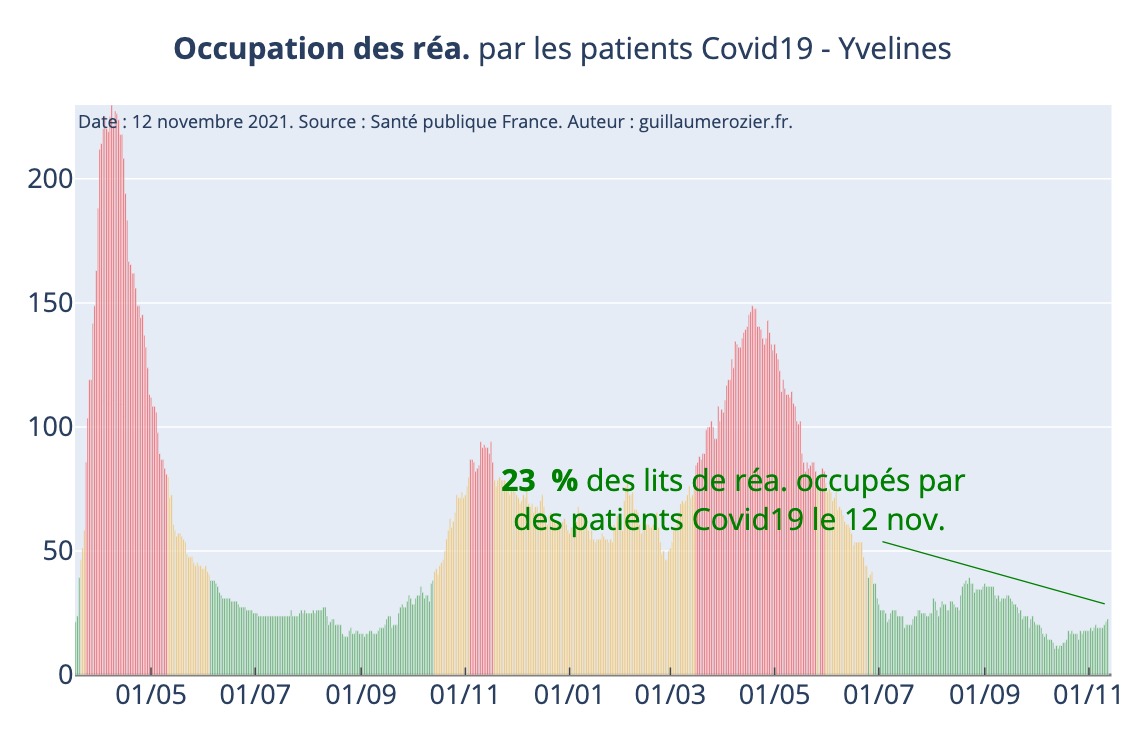 Occupation des réa. par les patients Covid19 - Yvelines
Date : 12 novembre 2021. Source : Santé publique France. Auteur : guillaumerozier.fr.
200
150
100
50
0
23 % des lits de réa. occupés par
des patients Covid19 le 12 nov.
01/05 01/07 01/09 01/11 01/01 01/03 01/05 01/07 01/09 01/11